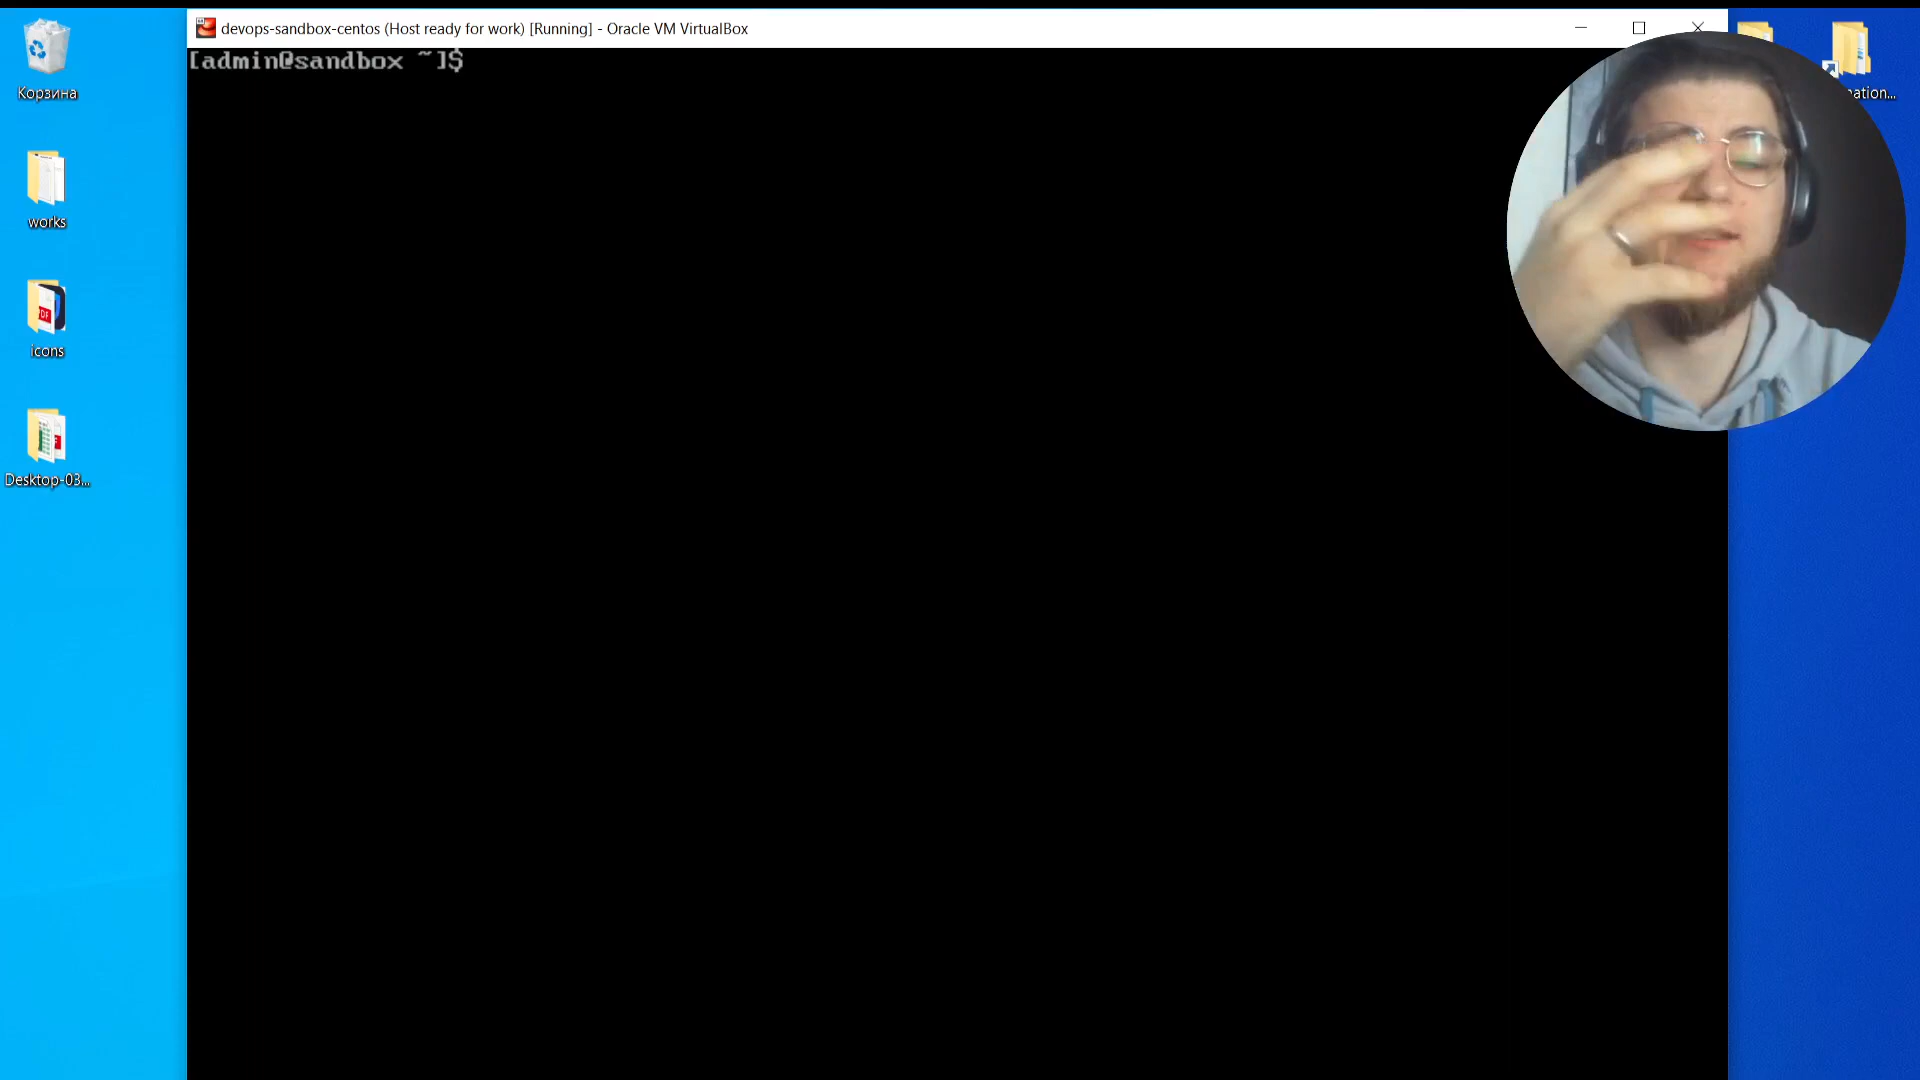 devops-sandbox-centos (Host ready for work) [Running] - Oracle VM VirtualBox
[admin@sandbox ~]$
Корзина
works
icons
Desktop-03...
ation...